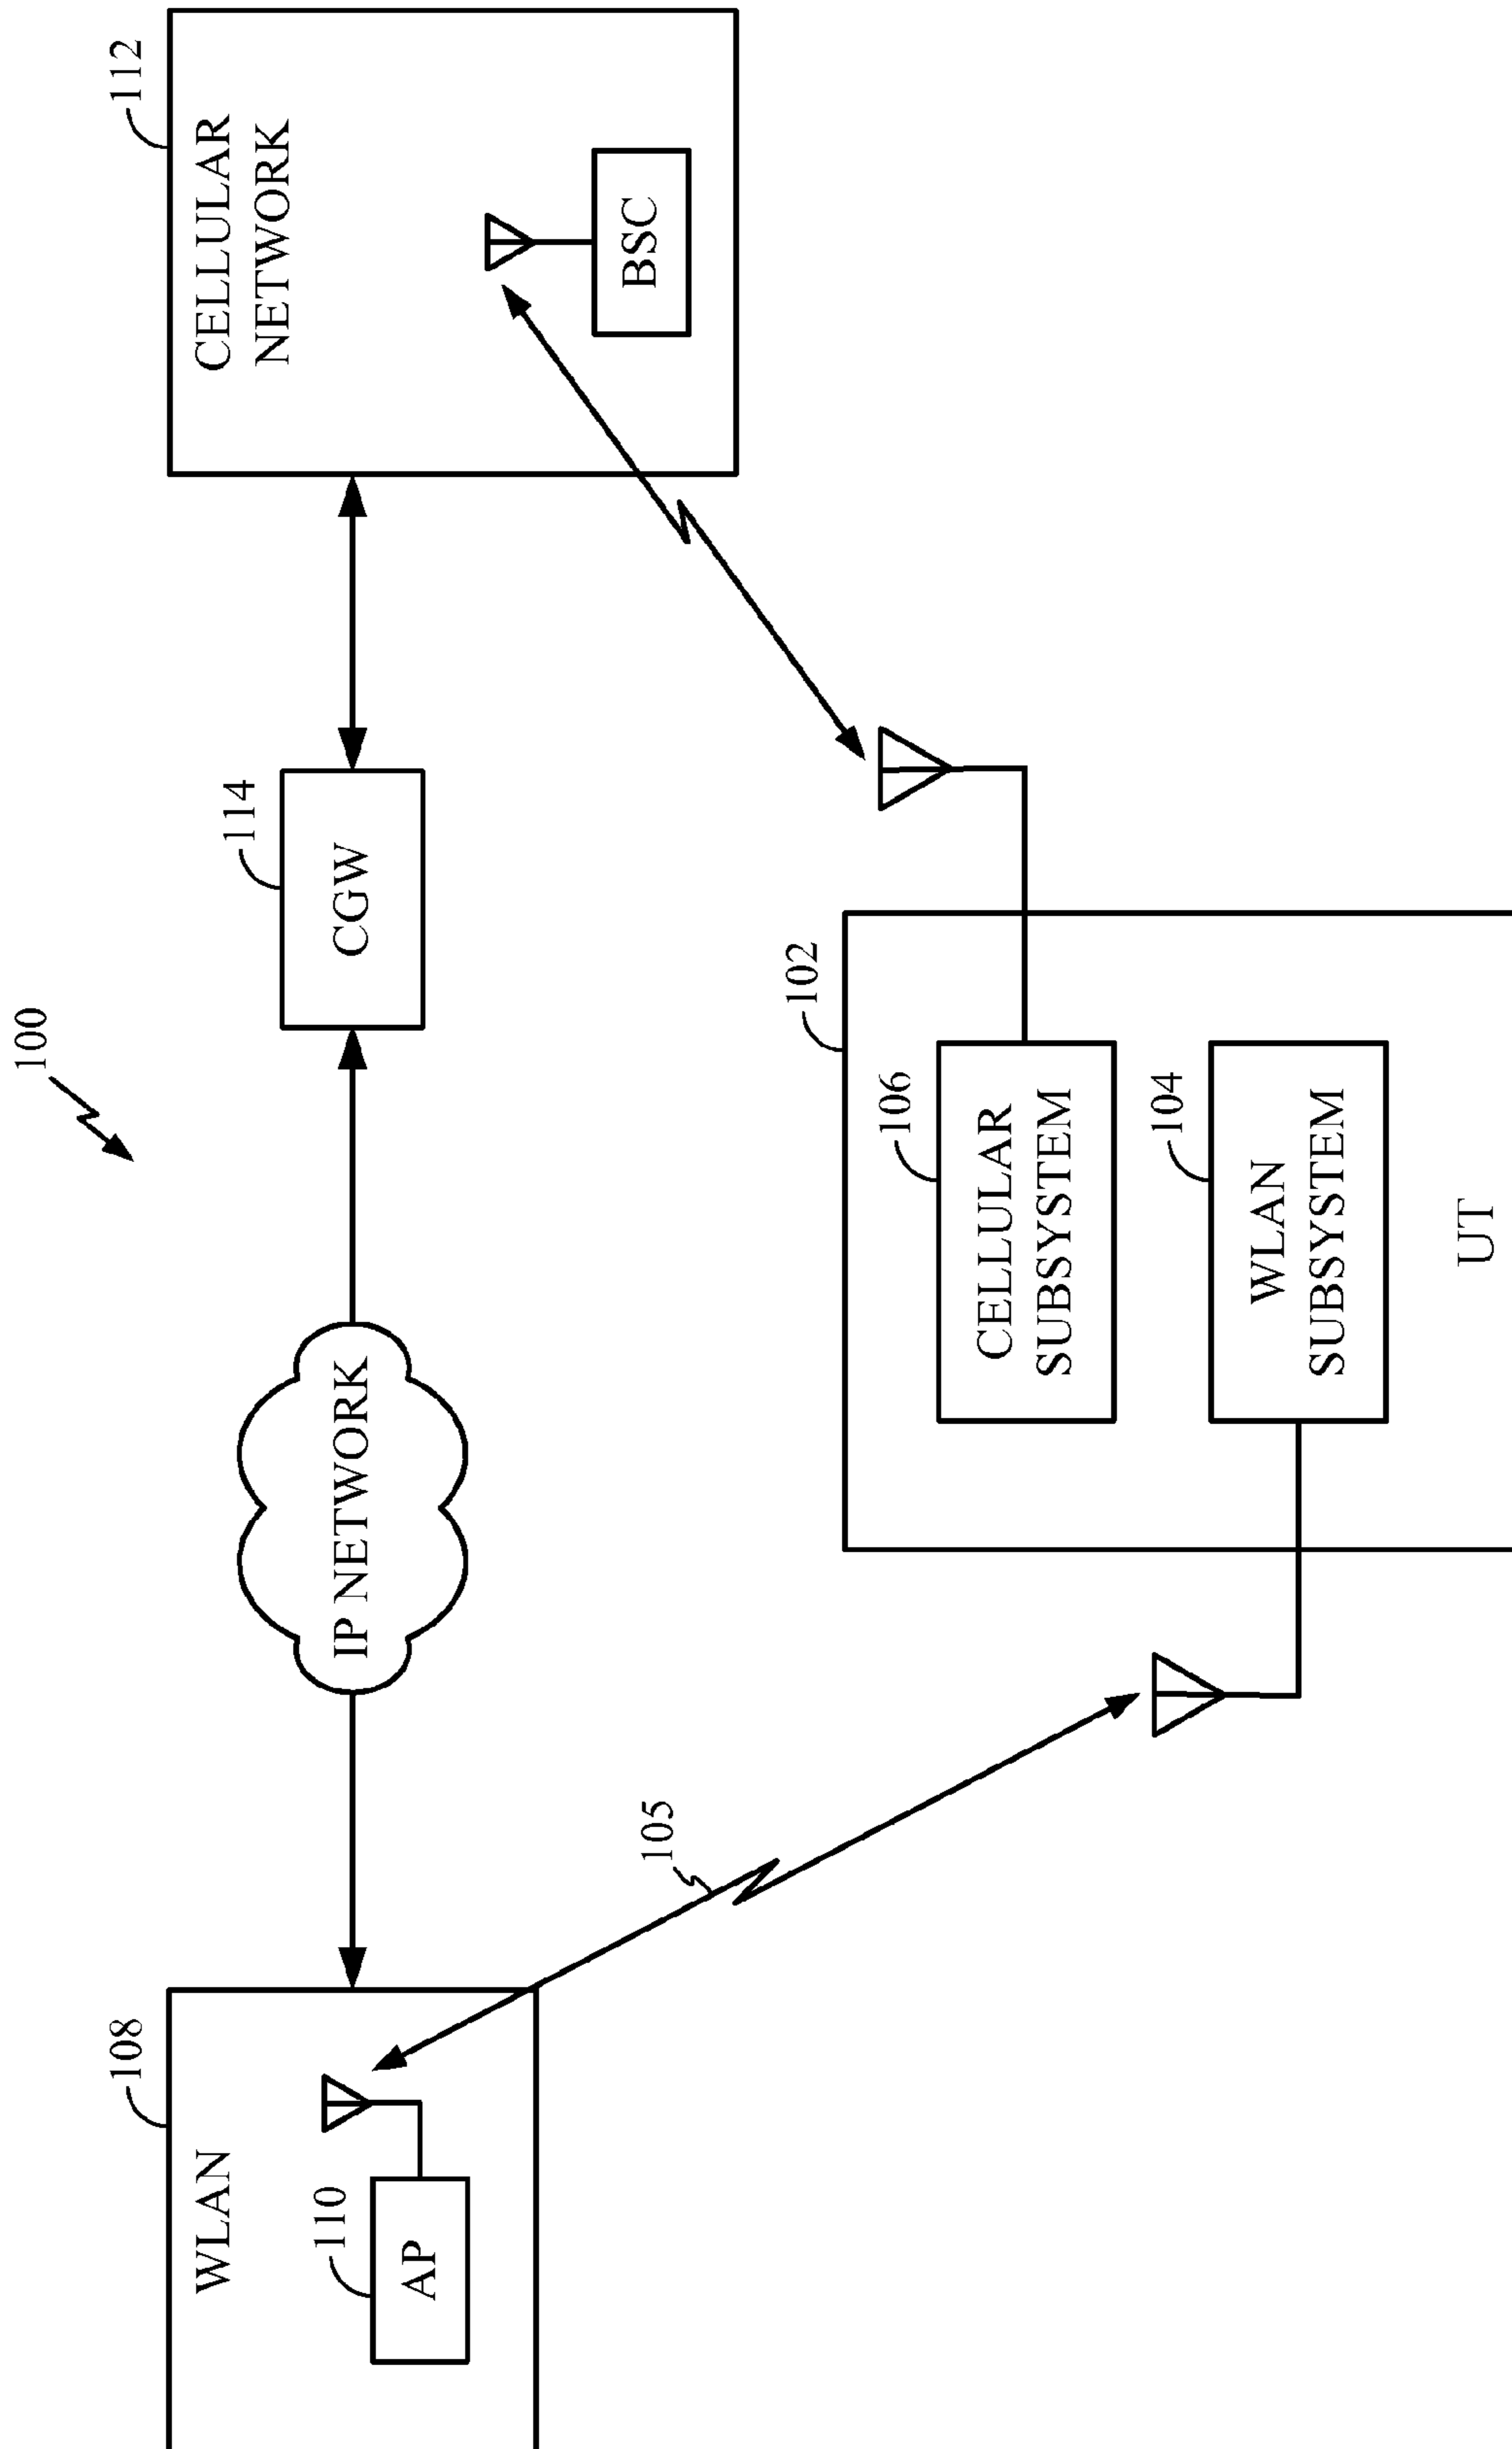 100
108
WLAN
110
AP
IP NETWORK
114
CGW
112
CELLULAR
NETWORK
BSC
105
102
106
CELLULAR
SUBSYSTEM
104
WLAN
SUBSYSTEM
UT